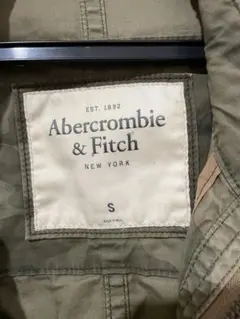 EST. 1892
Abercrombie
& Fitch
NEW YORK
S